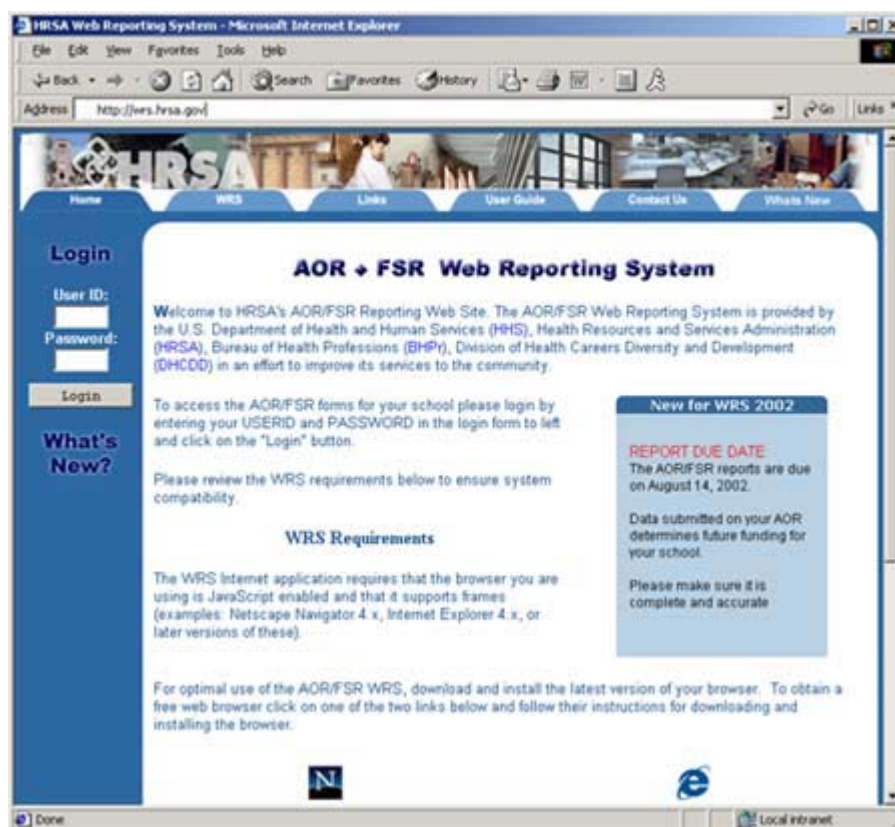 HRSA Web Reporting System - Microsoft Internet Explorer
File Edit View Favorites Tools Help
Back Search Favorites History
Address http://wrs.hrsa.gov Go Links
HRSA
Home WRS Links User Guide Contact Us Whats New
Login
User ID:
Password:
Login
What's
New?
AOR + FSR Web Reporting System
Welcome to HRSA's AOR/FSR Reporting Web Site. The AOR/FSR Web Reporting System is provided by
the U.S. Department of Health and Human Services (HHS), Health Resources and Services Administration
(HRSA), Bureau of Health Professions (BHPr), Division of Health Careers Diversity and Development
(DHCDD) in an effort to improve its services to the community.
To access the AOR/FSR forms for your school please login by
entering your USERID and PASSWORD in the login form to left
and click on the "Login" button.
Please review the WRS requirements below to ensure system
compatibility.
WRS Requirements
The WRS Internet application requires that the browser you are
using is JavaScript enabled and that it supports frames
(examples: Netscape Navigator 4.x, Internet Explorer 4.x, or
later versions of these).
New for WRS 2002
REPORT DUE DATE
The AOR/FSR reports are due
on August 14, 2002.
Data submitted on your AOR
determines future funding for
your school.
Please make sure it is
complete and accurate
For optimal use of the AOR/FSR WRS, download and install the latest version of your browser. To obtain a
free web browser click on one of the two links below and follow their instructions for downloading and
installing the browser.
N
Done Local intranet